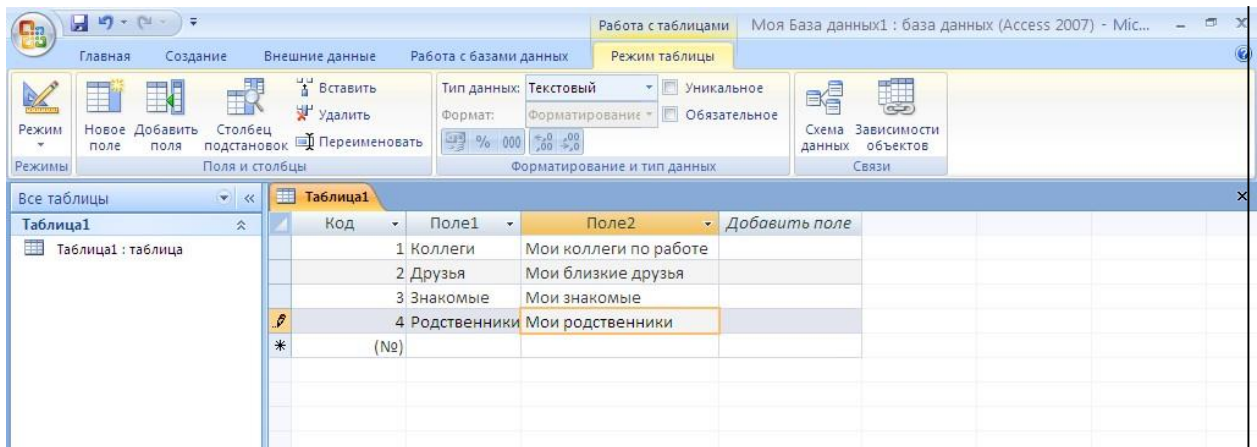 Работа с таблицами Моя База данных1 : база данных (Access 2007) - Mic...
Главная Создание Внешние данные Работа с базами данных Режим таблицы
Режим
Новое поле
Добавить поля
Столбец подстановок
Вставить
Удалить
Переименовать
Тип данных: Текстовый
Формат: Форматирование
% 000 ,00 ,0
Уникальное
Обязательное
Схема данных
Зависимости объектов
Режимы Поля и столбцы Форматирование и тип данных Связи
Все таблицы
Таблица1
Таблица1 : таблица
Таблица1
Код Поле1 Поле2 Добавить поле
1 Коллеги Мои коллеги по работе
2 Друзья Мои близкие друзья
3 Знакомые Мои знакомые
4 Родственники Мои родственники
(№)